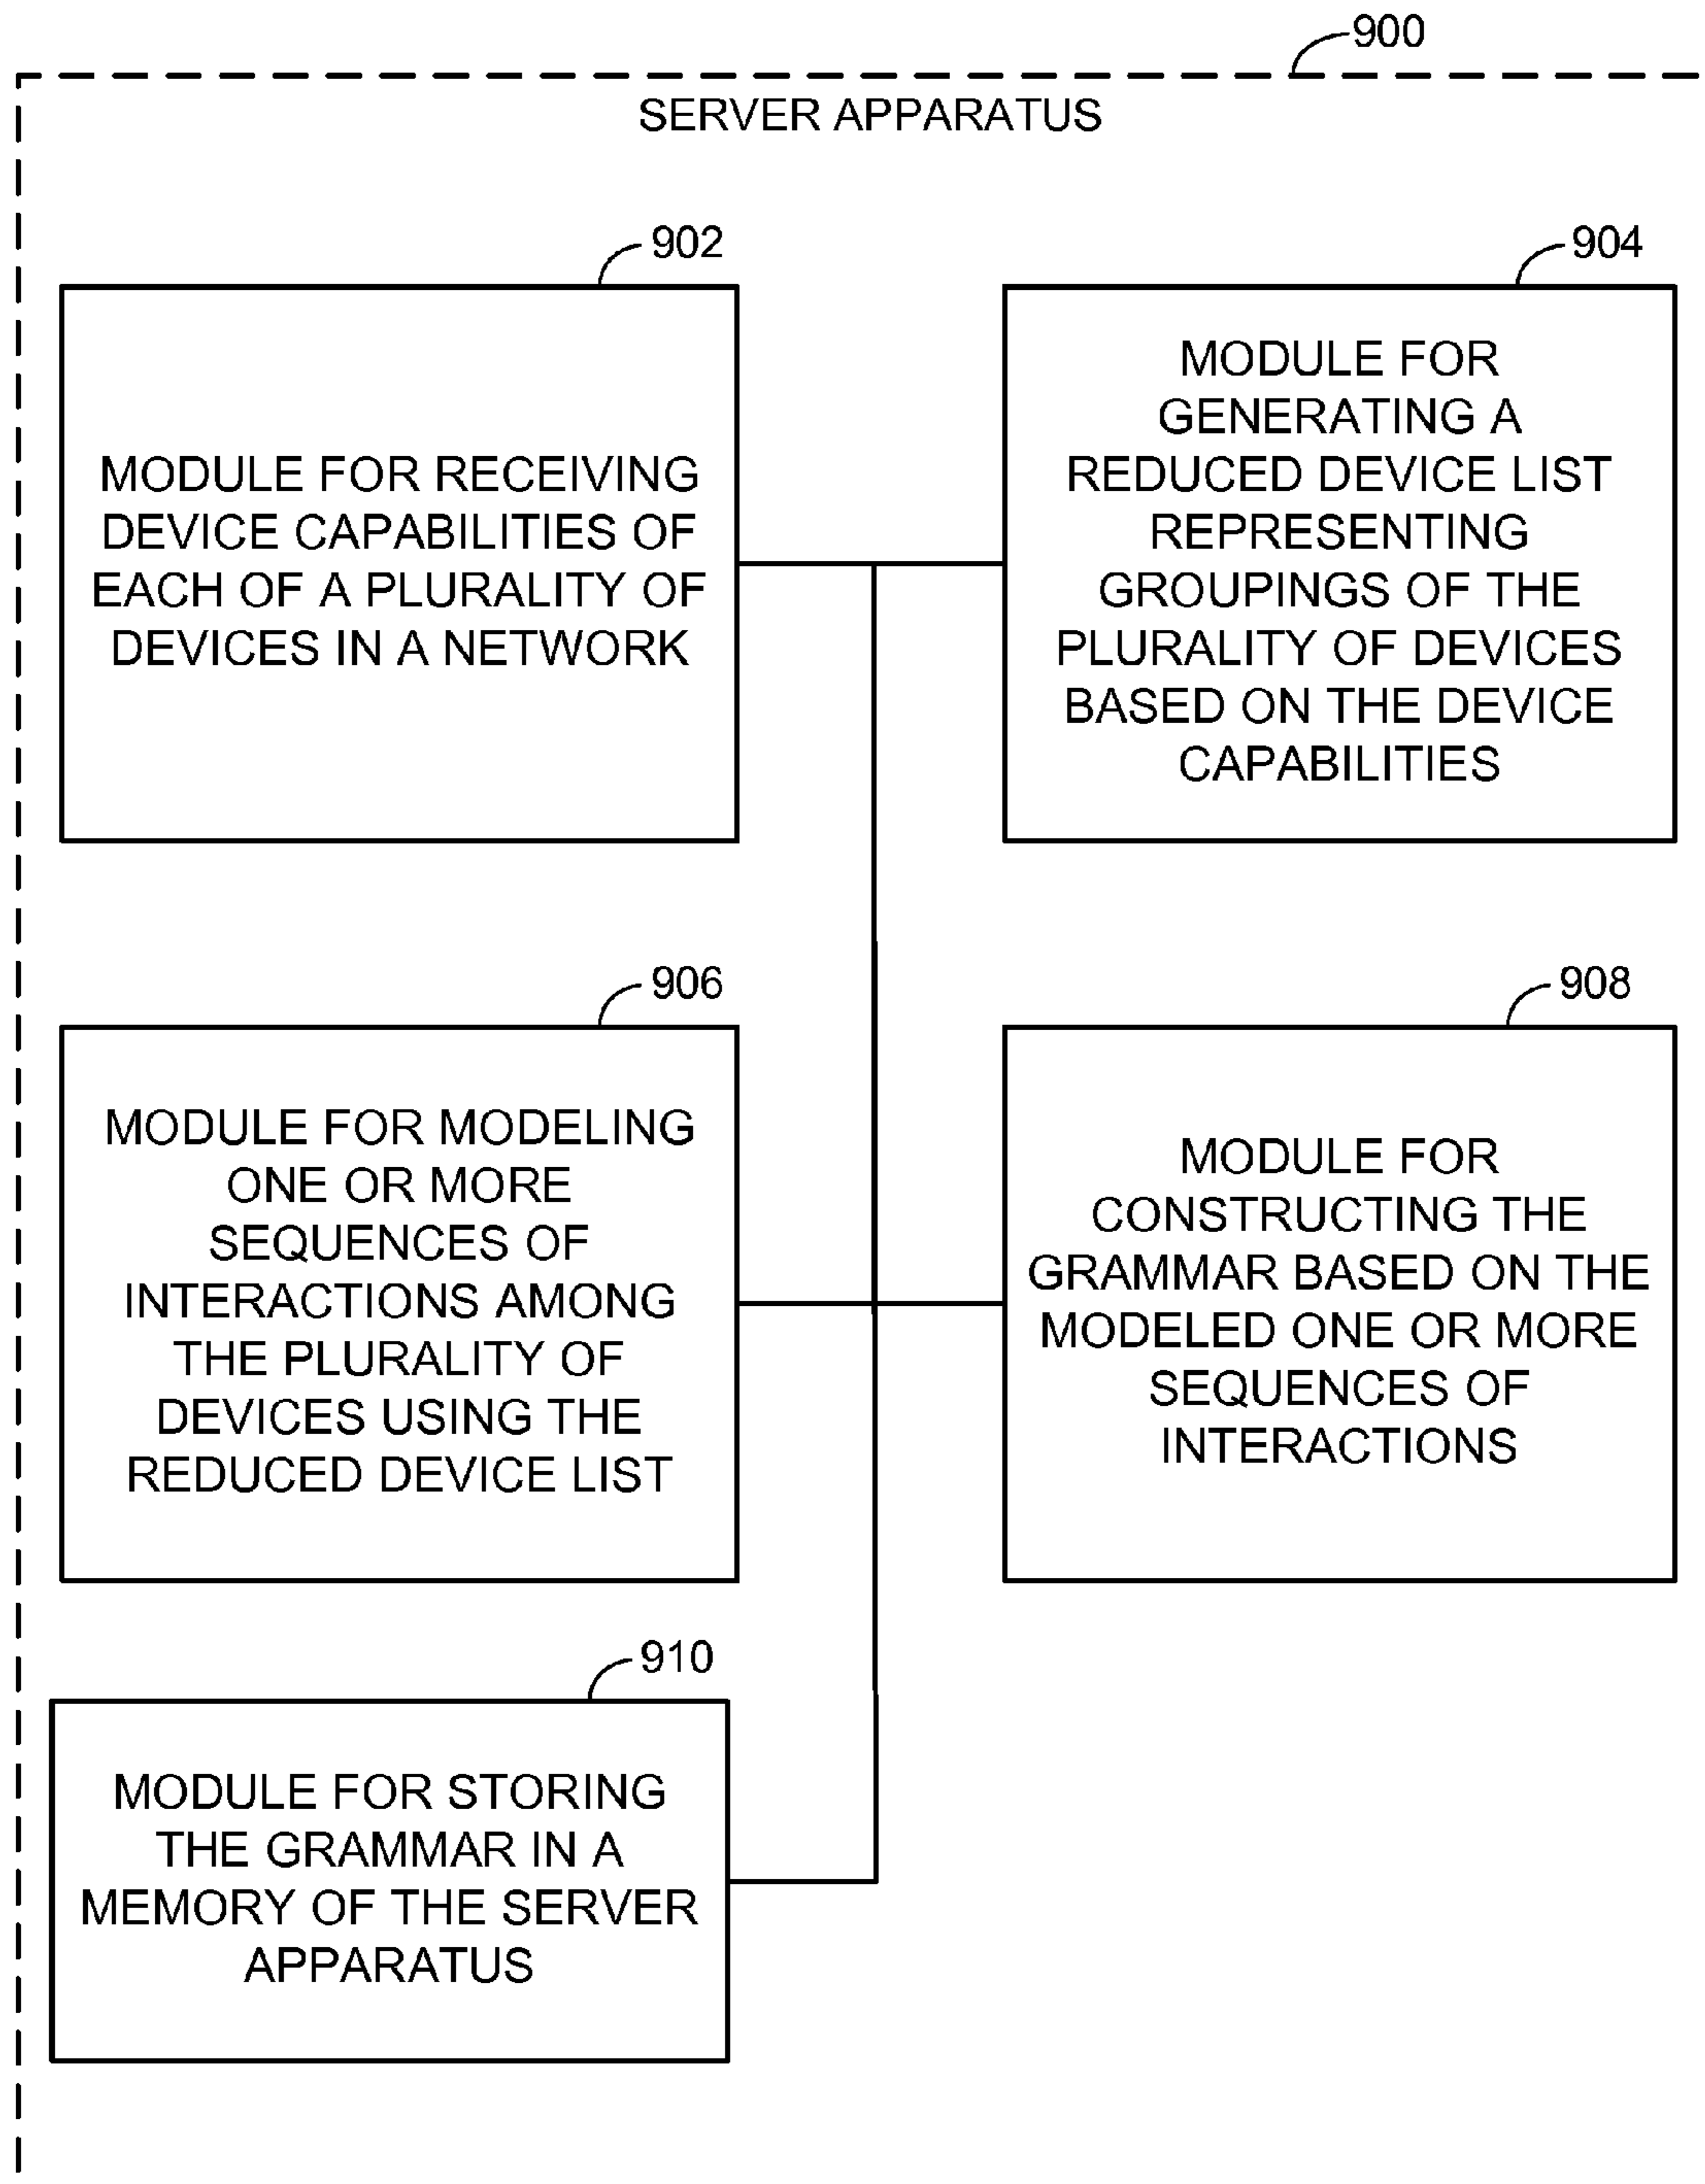 900
SERVER APPARATUS
902
MODULE FOR RECEIVING
DEVICE CAPABILITIES OF
EACH OF A PLURALITY OF
DEVICES IN A NETWORK
904
MODULE FOR
GENERATING A
REDUCED DEVICE LIST
REPRESENTING
GROUPINGS OF THE
PLURALITY OF DEVICES
BASED ON THE DEVICE
CAPABILITIES
906
MODULE FOR MODELING
ONE OR MORE
SEQUENCES OF
INTERACTIONS AMONG
THE PLURALITY OF
DEVICES USING THE
REDUCED DEVICE LIST
908
MODULE FOR
CONSTRUCTING THE
GRAMMAR BASED ON THE
MODELED ONE OR MORE
SEQUENCES OF
INTERACTIONS
910
MODULE FOR STORING
THE GRAMMAR IN A
MEMORY OF THE SERVER
APPARATUS